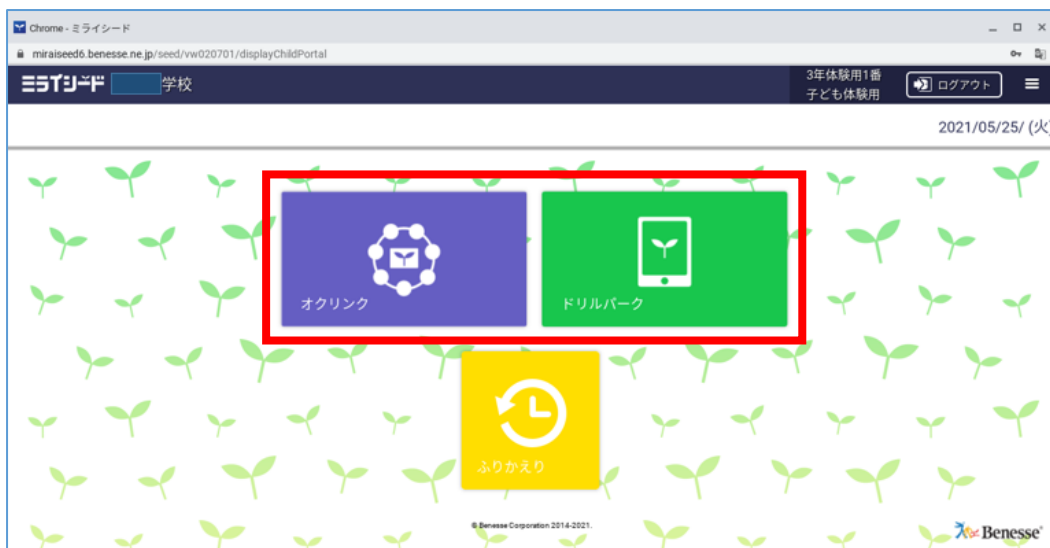 Chrome - ミライシード
miraiseed6.benesse.ne.jp/seed/vw020701/displayChildPortal
ミライシード 学校
3年体験用1番
子ども体験用
ログアウト
2021/05/25/ (火)
オクリンク
ドリルパーク
ふりかえり
© Benesse Corporation 2014-2021.
Benesse